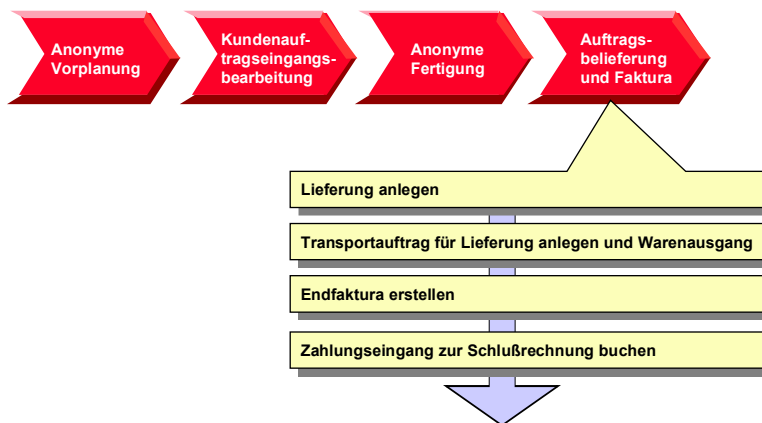 Anonyme
Vorplanung
Kundenauf-
tragseingangs-
bearbeitung
Anonyme
Fertigung
Auftrags-
belieferung
und Faktura
Lieferung anlegen
Transportauftrag für Lieferung anlegen und Warenausgang
Endfaktura erstellen
Zahlungseingang zur Schlußrechnung buchen